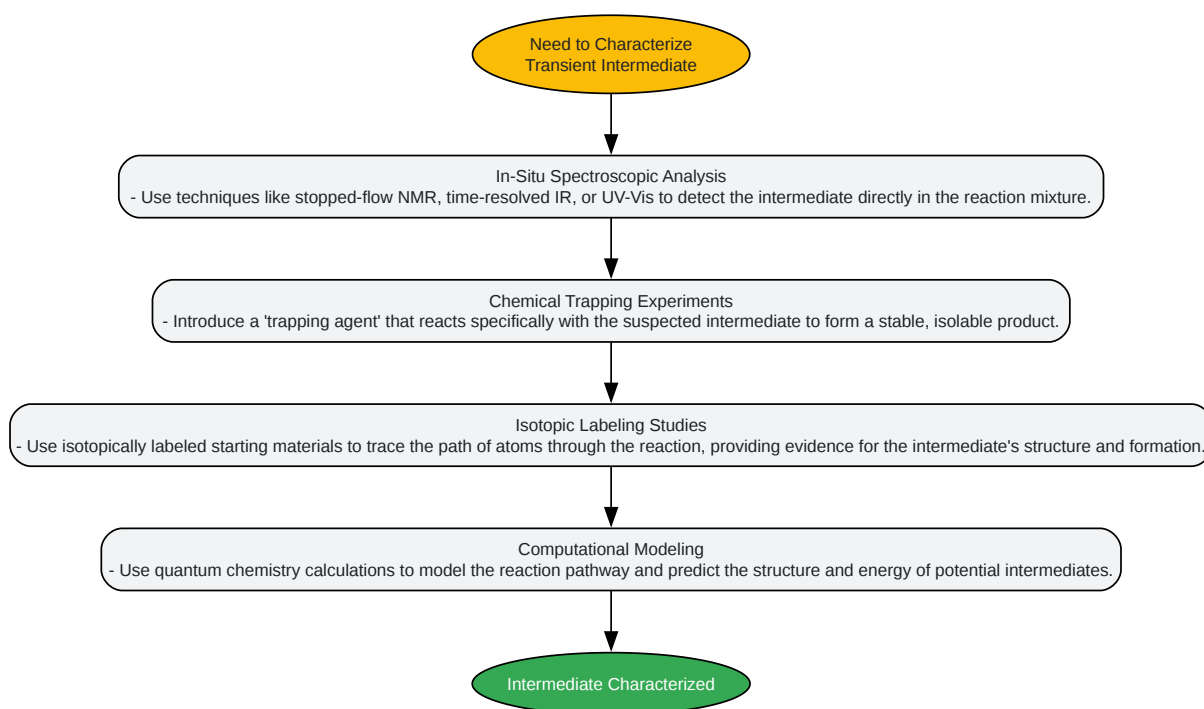 Need to Characterize
Transient Intermediate
In-Situ Spectroscopic Analysis
- Use techniques like stopped-flow NMR, time-resolved IR, or UV-Vis to detect the intermediate directly in the reaction mixture.
Chemical Trapping Experiments
- Introduce a 'trapping agent' that reacts specifically with the suspected intermediate to form a stable, isolable product.
Isotopic Labeling Studies
- Use isotopically labeled starting materials to trace the path of atoms through the reaction, providing evidence for the intermediate's structure and formation.
Computational Modeling
- Use quantum chemistry calculations to model the reaction pathway and predict the structure and energy of potential intermediates.
Intermediate Characterized